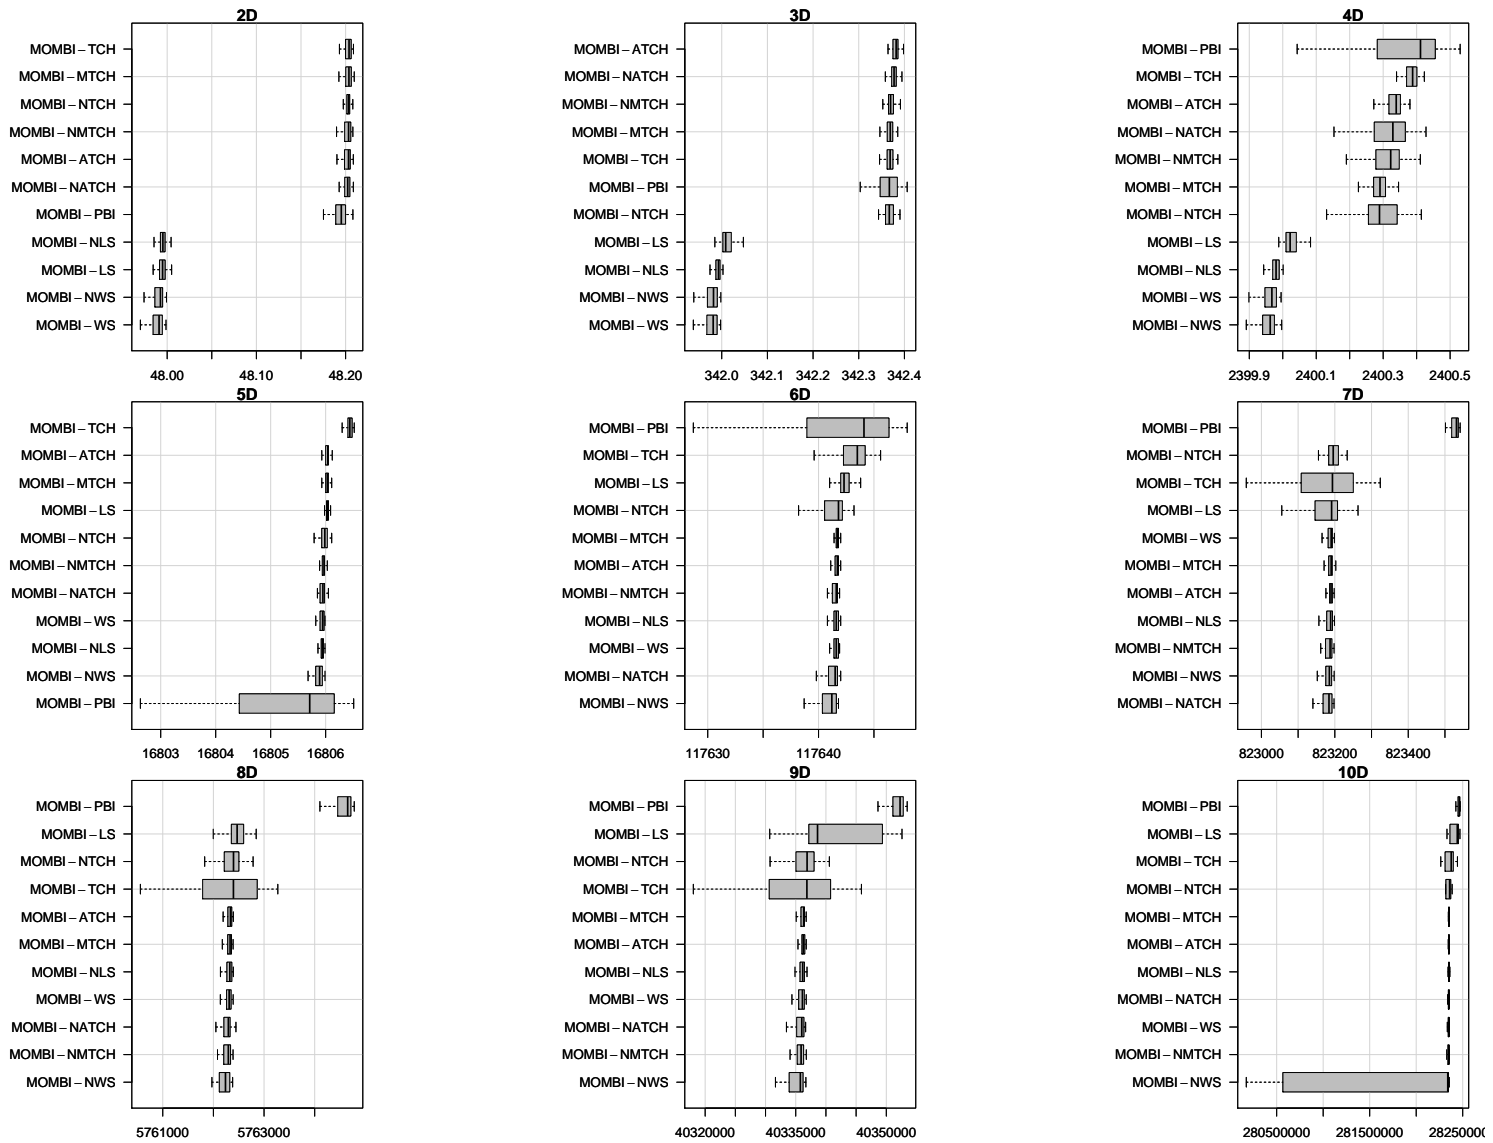 2D
MOMBI−TCH
MOMBI−MTCH
MOMBI−NTCH
MOMBI−NMTCH
MOMBI−ATCH
MOMBI−NATCH
MOMBI−PBI
MOMBI−NLS
MOMBI−LS
MOMBI−NWS
MOMBI−WS
48.00 48.10 48.20
3D
MOMBI−ATCH
MOMBI−NATCH
MOMBI−NMTCH
MOMBI−MTCH
MOMBI−TCH
MOMBI−PBI
MOMBI−NTCH
MOMBI−LS
MOMBI−NLS
MOMBI−NWS
MOMBI−WS
342.0 342.1 342.2 342.3 342.4
4D
MOMBI−PBI
MOMBI−TCH
MOMBI−ATCH
MOMBI−NATCH
MOMBI−NMTCH
MOMBI−MTCH
MOMBI−NTCH
MOMBI−LS
MOMBI−NLS
MOMBI−WS
MOMBI−NWS
2399.9 2400.1 2400.3 2400.5
5D
MOMBI−TCH
MOMBI−ATCH
MOMBI−MTCH
MOMBI−LS
MOMBI−NTCH
MOMBI−NMTCH
MOMBI−NATCH
MOMBI−WS
MOMBI−NLS
MOMBI−NWS
MOMBI−PBI
16803 16804 16805 16806
6D
MOMBI−PBI
MOMBI−TCH
MOMBI−LS
MOMBI−NTCH
MOMBI−MTCH
MOMBI−ATCH
MOMBI−NMTCH
MOMBI−NLS
MOMBI−WS
MOMBI−NATCH
MOMBI−NWS
117630 117640
7D
MOMBI−PBI
MOMBI−NTCH
MOMBI−TCH
MOMBI−LS
MOMBI−WS
MOMBI−MTCH
MOMBI−ATCH
MOMBI−NLS
MOMBI−NMTCH
MOMBI−NWS
MOMBI−NATCH
823000 823200 823400
8D
MOMBI−PBI
MOMBI−LS
MOMBI−NTCH
MOMBI−TCH
MOMBI−ATCH
MOMBI−MTCH
MOMBI−NLS
MOMBI−WS
MOMBI−NATCH
MOMBI−NMTCH
MOMBI−NWS
5761000 5763000
9D
MOMBI−PBI
MOMBI−LS
MOMBI−NTCH
MOMBI−TCH
MOMBI−MTCH
MOMBI−ATCH
MOMBI−NLS
MOMBI−WS
MOMBI−NATCH
MOMBI−NMTCH
MOMBI−NWS
40320000 40335000 40350000
10D
MOMBI−PBI
MOMBI−LS
MOMBI−TCH
MOMBI−NTCH
MOMBI−MTCH
MOMBI−ATCH
MOMBI−NLS
MOMBI−NATCH
MOMBI−WS
MOMBI−NMTCH
MOMBI−NWS
280500000 281500000